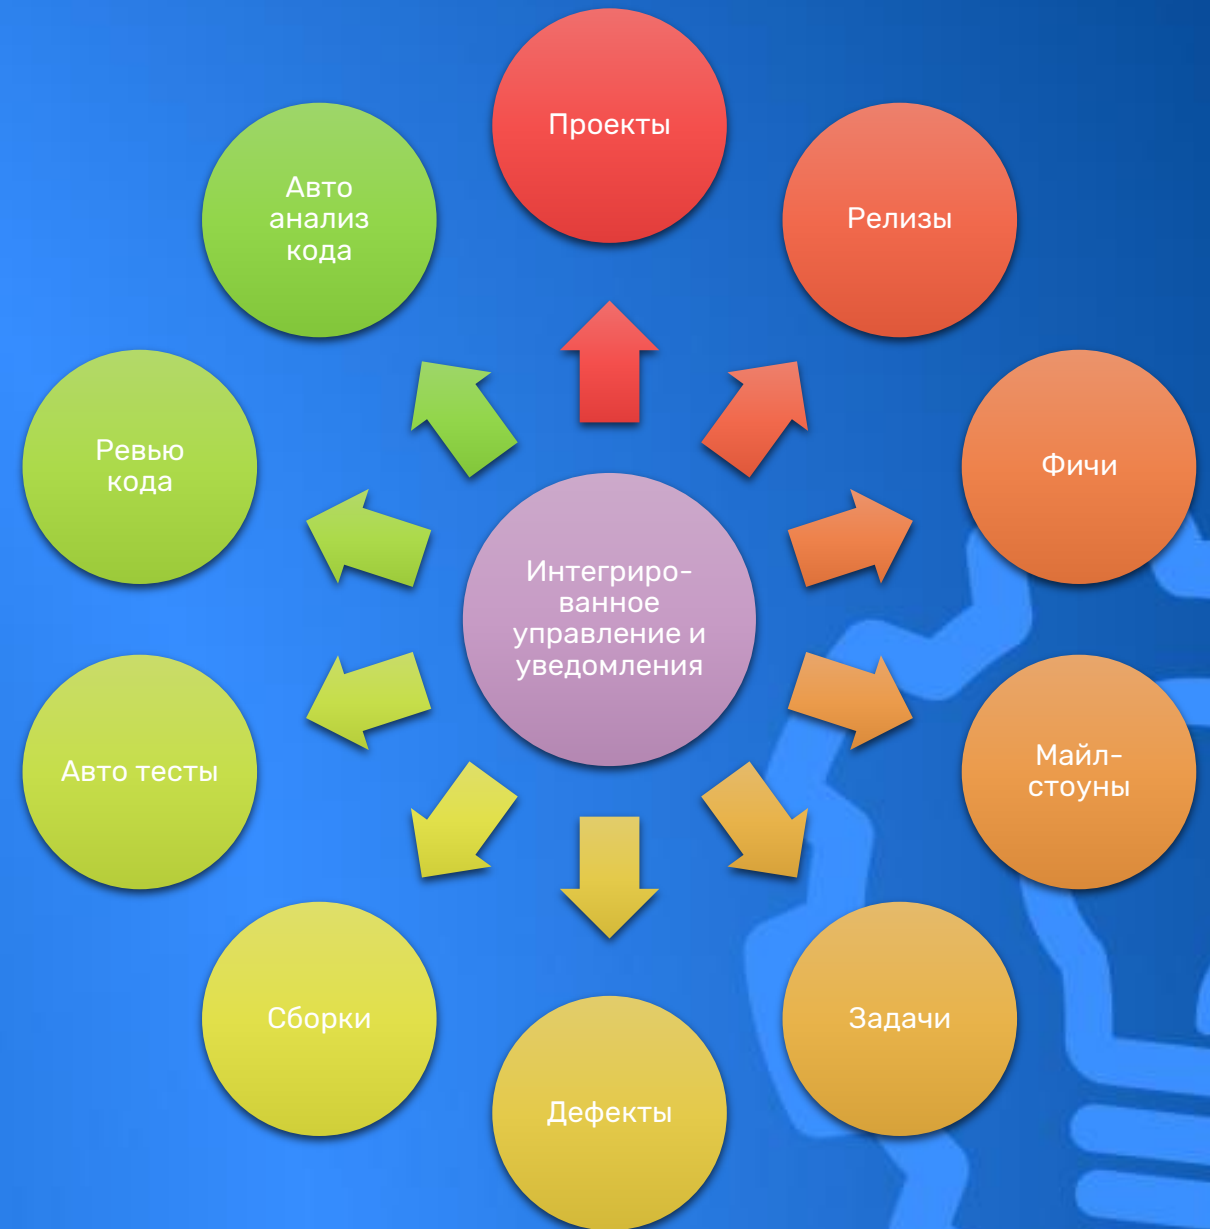 Проекты
Релизы
Фичи
Майл-
стоуны
Задачи
Дефекты
Сборки
Авто тесты
Ревью
кода
Авто
анализ
кода
Интегриро-
ванное
управление и
уведомления